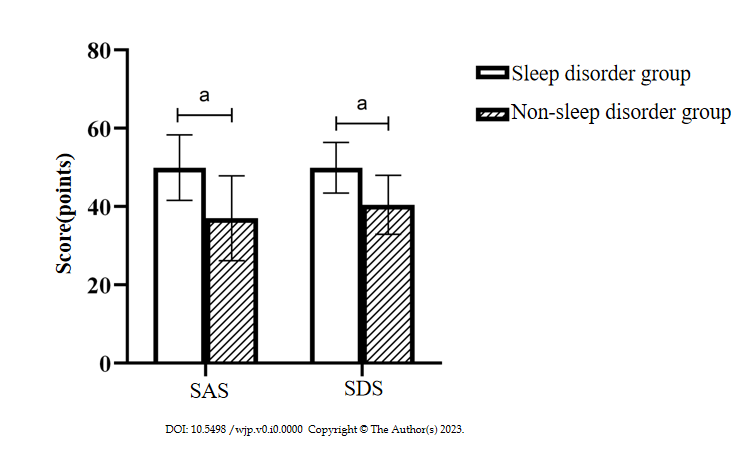 80
60
40
20
0
Score(points)
a
a
SAS
SDS
Sleep disorder group
Non-sleep disorder group
DOI: 10.5498 /wjp.v0.i0.0000 Copyright © The Author(s) 2023.